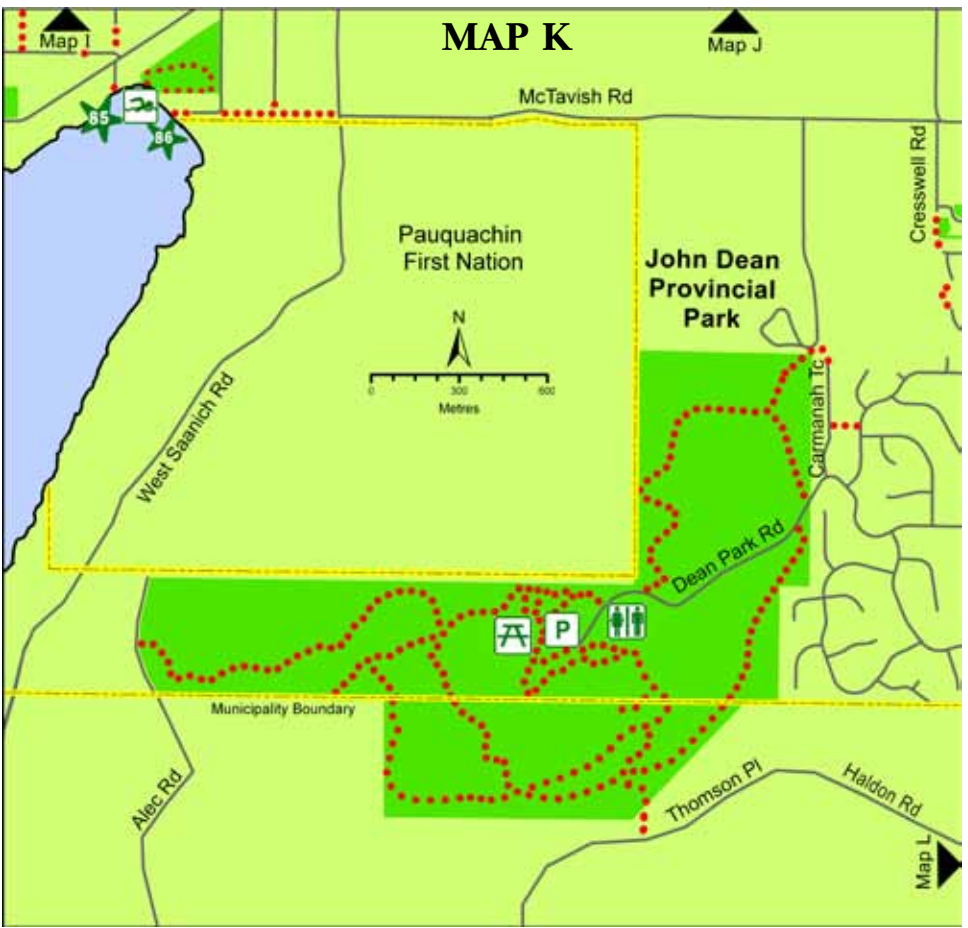 MAP K
Map I
Map J
McTavish Rd
85
86
Cresswell Rd
Pauquachin
First Nation
John Dean
Provincial
Park
N
0 300 600
Metres
Carmanah Tc
West Saanich Rd
Dean Park Rd
P
Municipality Boundary
Alec Rd
Thomson Pl
Haldon Rd
Map L